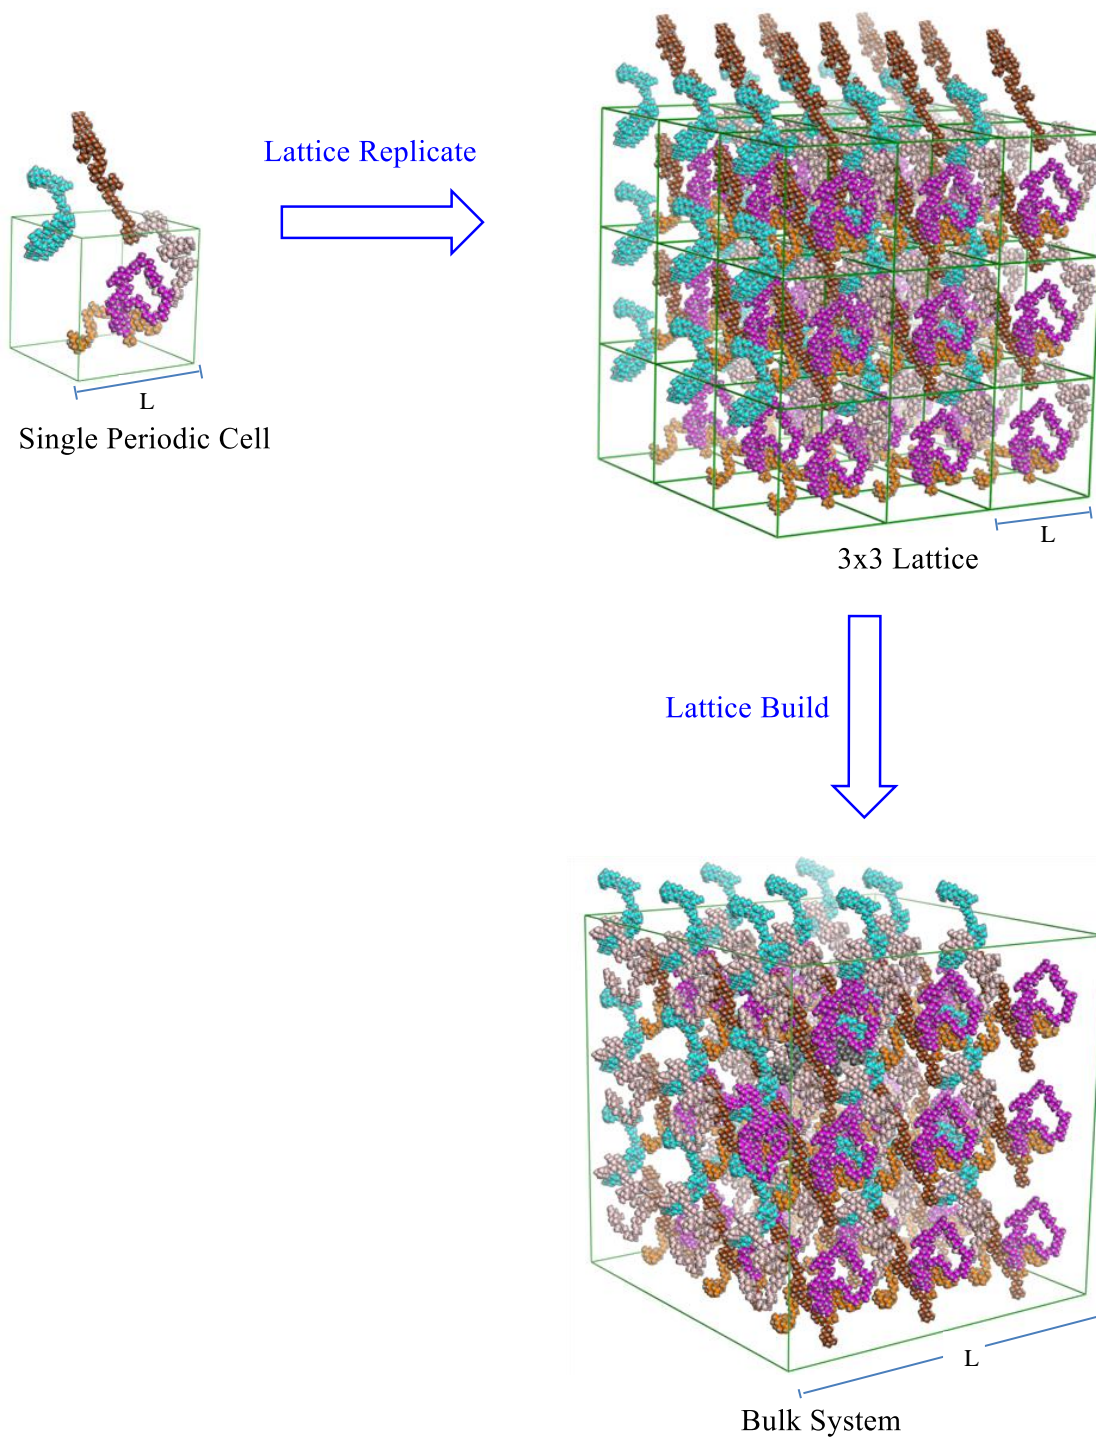 Lattice Replicate
L
Single Periodic Cell
L
3x3 Lattice
Lattice Build
L
Bulk System